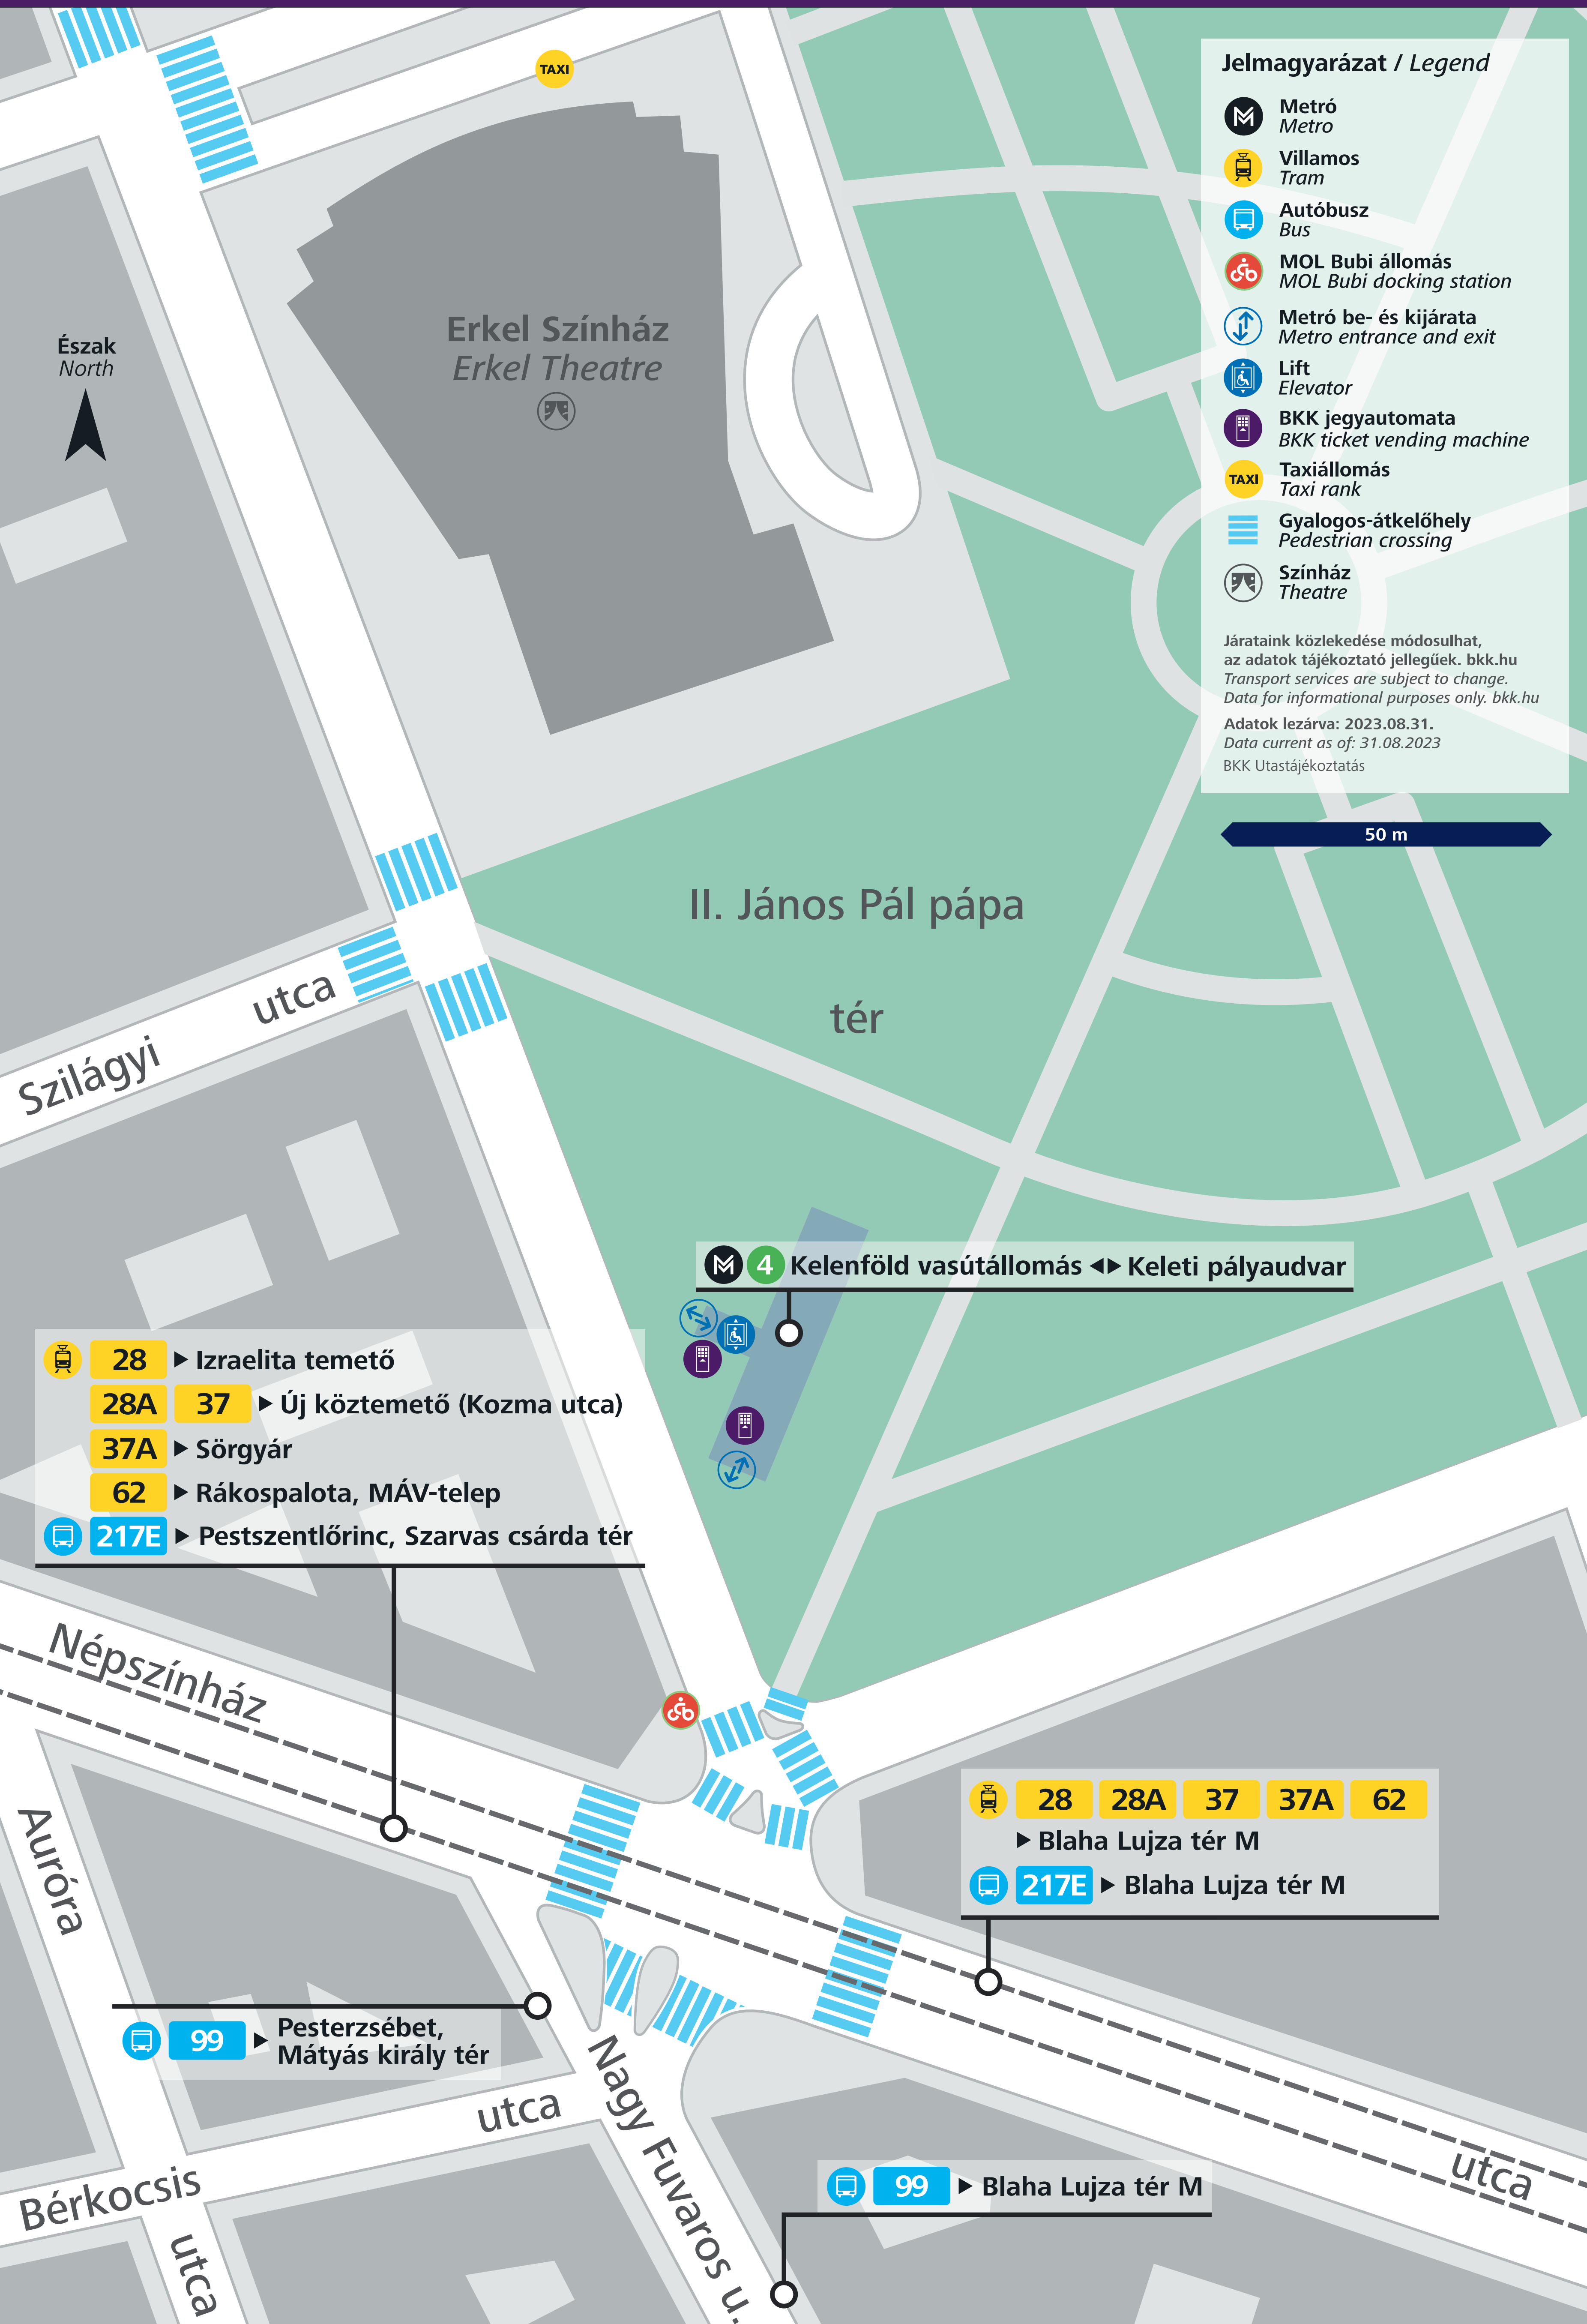 TAXI
Jelmagyarázat / Legend
Metró
Metro
Villamos
Tram
Autóbusz
Bus
MOL Bubi állomás
MOL Bubi docking station
Metró be- és kijárata
Metro entrance and exit
Lift
Elevator
BKK jegyautomata
BKK ticket vending machine
TAXI
Taxiállomás
Taxi rank
Gyalogos-átkelőhely
Pedestrian crossing
Színház
Theatre
Járataink közlekedése módosulhat,
az adatok tájékoztató jellegűek. bkk.hu
Transport services are subject to change.
Data for informational purposes only. bkk.hu
Adatok lezárva: 2023.08.31.
Data current as of: 31.08.2023
BKK Utastájékoztatás
50 m
Észak
North
Erkel Színház
Erkel Theatre
II. János Pál pápa
tér
Szilágyi utca
4 Kelenföld vasútállomás ◄► Keleti pályaudvar
28 ► Izraelita temető
28A 37 ► Új köztemető (Kozma utca)
37A ► Sörgyár
62 ► Rákospalota, MÁV-telep
217E ► Pestszentlőrinc, Szarvas csárda tér
Népszínház
utca
28 28A 37 37A 62
► Blaha Lujza tér M
217E ► Blaha Lujza tér M
Auróra
utca
99 ► Pesterzsébet,
Mátyás király tér
Bérkocsis utca
Nagy Fuvaros u.
99 ► Blaha Lujza tér M